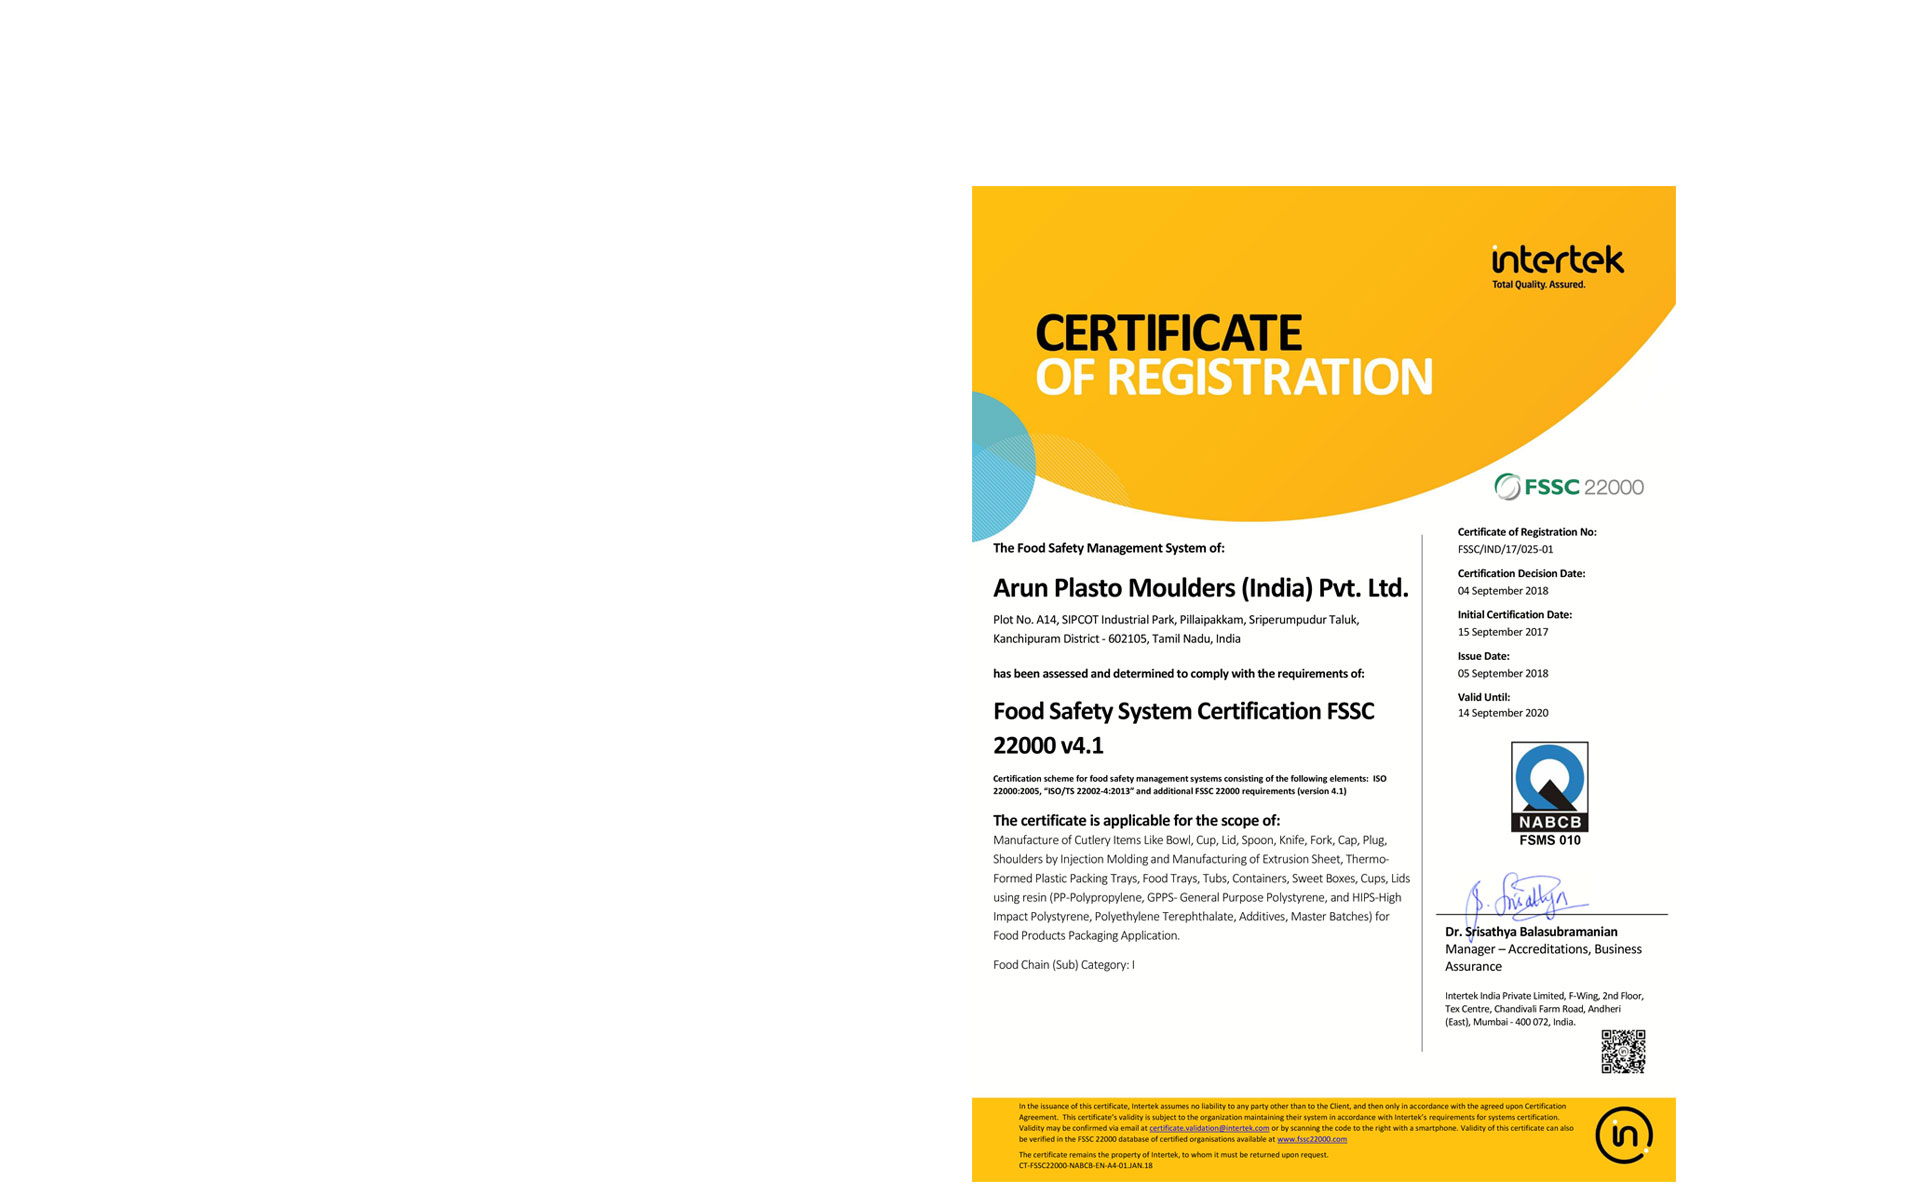 intertek
Total Quality. Assured.
CERTIFICATE
OF REGISTRATION
FSSC 22000
The Food Safety Management System of:
Arun Plasto Moulders (India) Pvt. Ltd.
Plot No. A14, SIPCOT Industrial Park, Pillaipakkam, Sriperumpudur Taluk,
Kanchipuram District - 602105, Tamil Nadu, India
has been assessed and determined to comply with the requirements of:
Food Safety System Certification FSSC
22000 v4.1
Certification scheme for food safety management systems consisting of the following elements: ISO
22000:2005, “ISO/TS 22002-4:2013” and additional FSSC 22000 requirements (version 4.1)
The certificate is applicable for the scope of:
Manufacture of Cutlery Items Like Bowl, Cup, Lid, Spoon, Knife, Fork, Cap, Plug,
Shoulders by Injection Molding and Manufacturing of Extrusion Sheet, Thermo-
Formed Plastic Packing Trays, Food Trays, Tubs, Containers, Sweet Boxes, Cups, Lids
using resin (PP-Polypropylene, GPPS- General Purpose Polystyrene, and HIPS-High
Impact Polystyrene, Polyethylene Terephthalate, Additives, Master Batches) for
Food Products Packaging Application.
Food Chain (Sub) Category: I
Certificate of Registration No:
FSSC/IND/17/025-01
Certification Decision Date:
04 September 2018
Initial Certification Date:
15 September 2017
Issue Date:
05 September 2018
Valid Until:
14 September 2020
NABCB
FSMS 010
Dr. Srisathya Balasubramanian
Manager – Accreditations, Business
Assurance
Intertek India Private Limited, F-Wing, 2nd Floor,
Tex Centre, Chandivali Farm Road, Andheri
(East), Mumbai - 400 072, India.
In the issuance of this certificate, Intertek assumes no liability to any party other than to the Client, and then only in accordance with the agreed upon Certification
Agreement. This certificate's validity is subject to the organization maintaining their system in accordance with Intertek's requirements for systems certification.
Validity may be confirmed via email at certificate.validation@intertek.com or by scanning the code to the right with a smartphone. Validity of this certificate can also
be verified in the FSSC 22000 database of certified organisations available at www.fssc22000.com
The certificate remains the property of Intertek, to whom it must be returned upon request.
CT-FSSC22000-NABCB-EN-A4-01.JAN.18
in